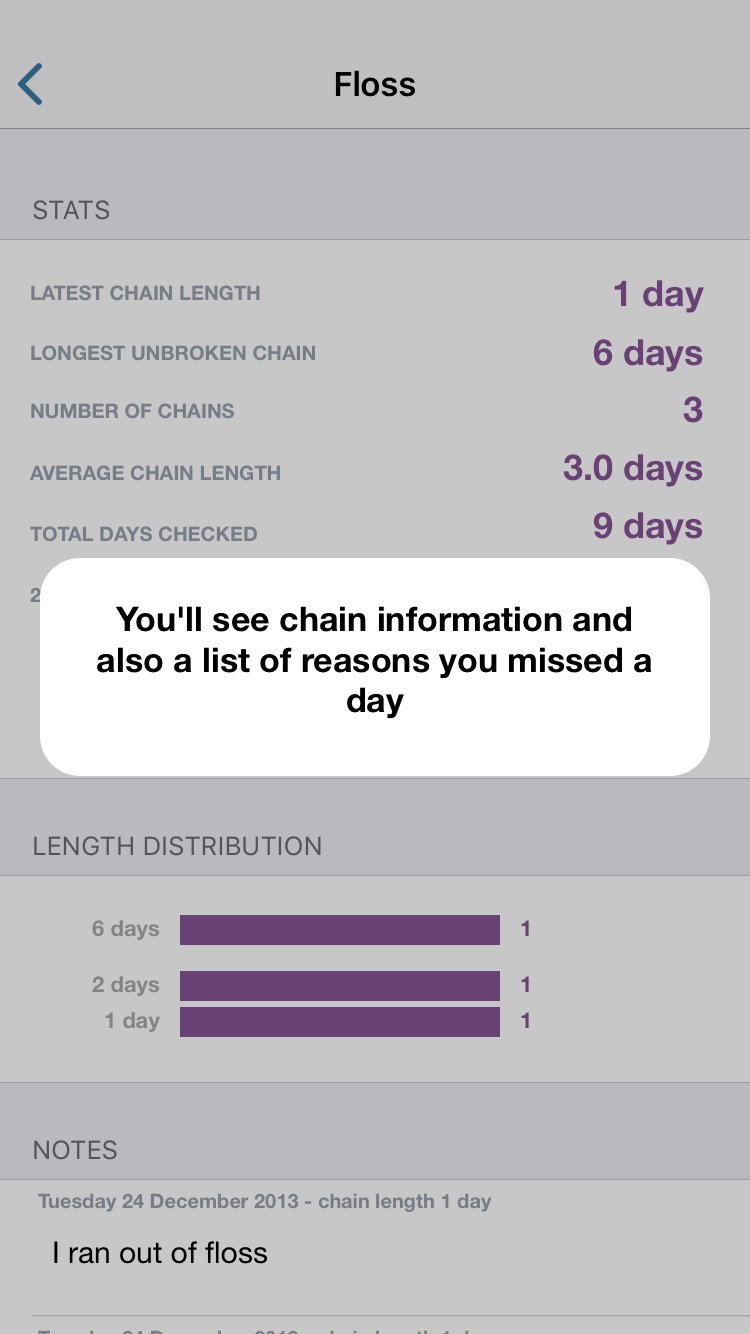 Floss
STATS
LATEST CHAIN LENGTH 1 day
LONGEST UNBROKEN CHAIN 6 days
NUMBER OF CHAINS 3
AVERAGE CHAIN LENGTH 3.0 days
TOTAL DAYS CHECKED 9 days
2
You'll see chain information and
also a list of reasons you missed a
day
LENGTH DISTRIBUTION
6 days 1
2 days 1
1 day 1
NOTES
Tuesday 24 December 2013 - chain length 1 day
I ran out of floss